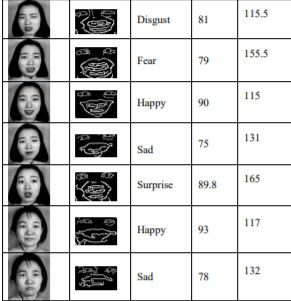 Disgust 81 115.5
Fear 79 155.5
Happy 90 115
Sad 75 131
Surprise 89.8 165
Happy 93 117
Sad 78 132